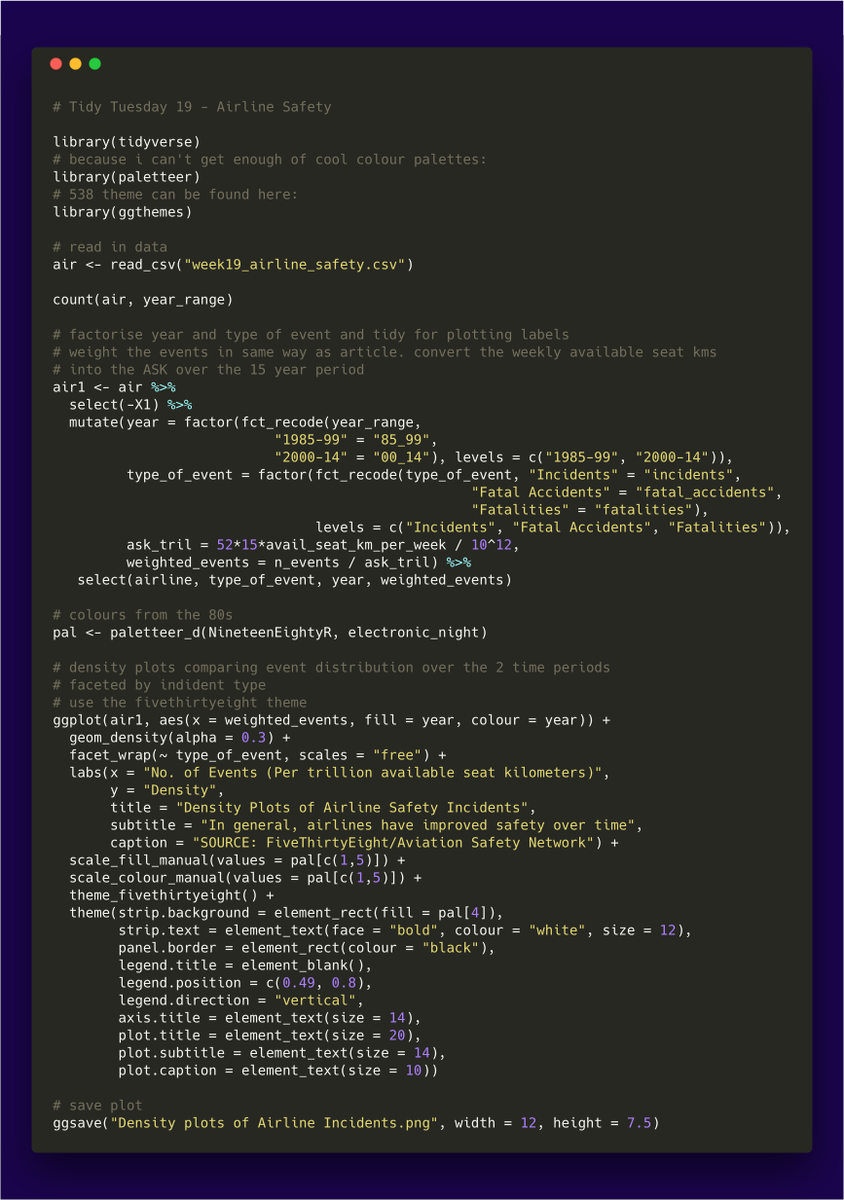 # Tidy Tuesday 19 - Airline Safety
library(tidyverse)
# because i can't get enough of cool colour palettes:
library(paletteer)
# 538 theme can be found here:
library(ggthemes)
# read in data
air <- read_csv("week19_airline_safety.csv")
count(air, year_range)
# factorise year and type of event and tidy for plotting labels
# weight the events in same way as article. convert the weekly available seat kms
# into the ASK over the 15 year period
air1 <- air %>%
  select(-X1) %>%
  mutate(year = factor(fct_recode(year_range,
                           "1985-99" = "85_99",
                           "2000-14" = "00_14"), levels = c("1985-99", "2000-14")),
         type_of_event = factor(fct_recode(type_of_event, "Incidents" = "incidents",
                                                   "Fatal Accidents" = "fatal_accidents",
                                                   "Fatalities" = "fatalities"),
                                levels = c("Incidents", "Fatal Accidents", "Fatalities")),
         ask_tril = 52*15*avail_seat_km_per_week / 10^12,
         weighted_events = n_events / ask_tril) %>%
   select(airline, type_of_event, year, weighted_events)
# colours from the 80s
pal <- paletteer_d(NineteenEightyR, electronic_night)
# density plots comparing event distribution over the 2 time periods
# faceted by indident type
# use the fivethirtyeight theme
ggplot(air1, aes(x = weighted_events, fill = year, colour = year)) +
  geom_density(alpha = 0.3) +
  facet_wrap(~ type_of_event, scales = "free") +
  labs(x = "No. of Events (Per trillion available seat kilometers)",
       y = "Density",
       title = "Density Plots of Airline Safety Incidents",
       subtitle = "In general, airlines have improved safety over time",
       caption = "SOURCE: FiveThirtyEight/Aviation Safety Network") +
  scale_fill_manual(values = pal[c(1,5)]) +
  scale_colour_manual(values = pal[c(1,5)]) +
  theme_fivethirtyeight() +
  theme(strip.background = element_rect(fill = pal[4]),
        strip.text = element_text(face = "bold", colour = "white", size = 12),
        panel.border = element_rect(colour = "black"),
        legend.title = element_blank(),
        legend.position = c(0.49, 0.8),
        legend.direction = "vertical",
        axis.title = element_text(size = 14),
        plot.title = element_text(size = 20),
        plot.subtitle = element_text(size = 14),
        plot.caption = element_text(size = 10))
# save plot
ggsave("Density plots of Airline Incidents.png", width = 12, height = 7.5)